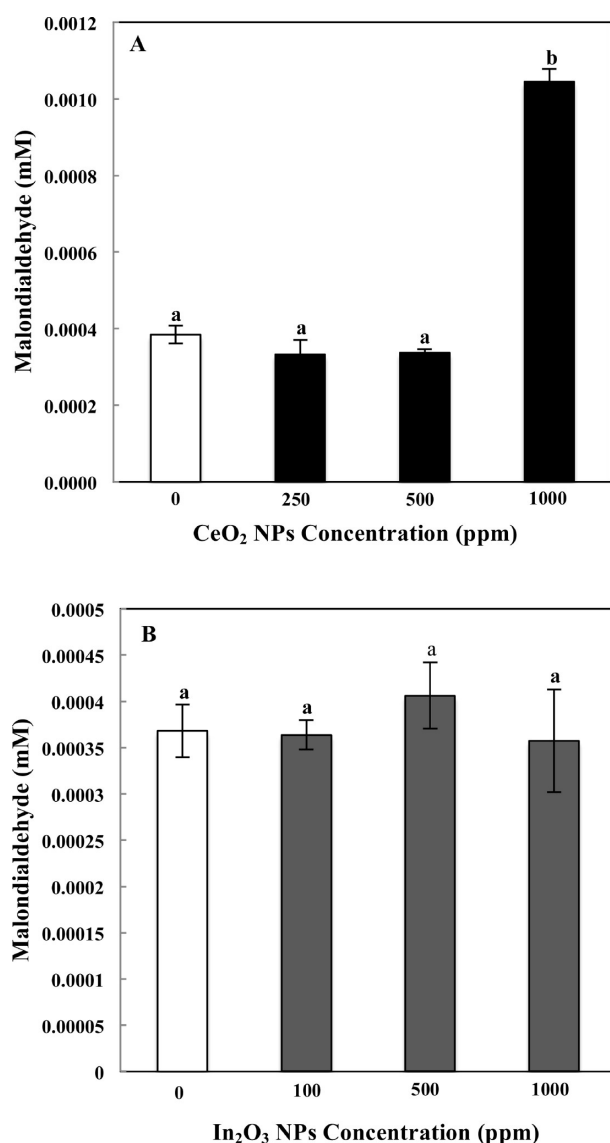 A
Malondialdehyde (mM)
0.0012
0.0010
0.0008
0.0006
0.0004
0.0002
0.0000
a
a
a
b
0
250
500
1000
CeO₂ NPs Concentration (ppm)
B
Malondialdehyde (mM)
0.0005
0.00045
0.0004
0.00035
0.0003
0.00025
0.0002
0.00015
0.0001
0.00005
0
a
a
a
a
0
100
500
1000
In₂O₃ NPs Concentration (ppm)